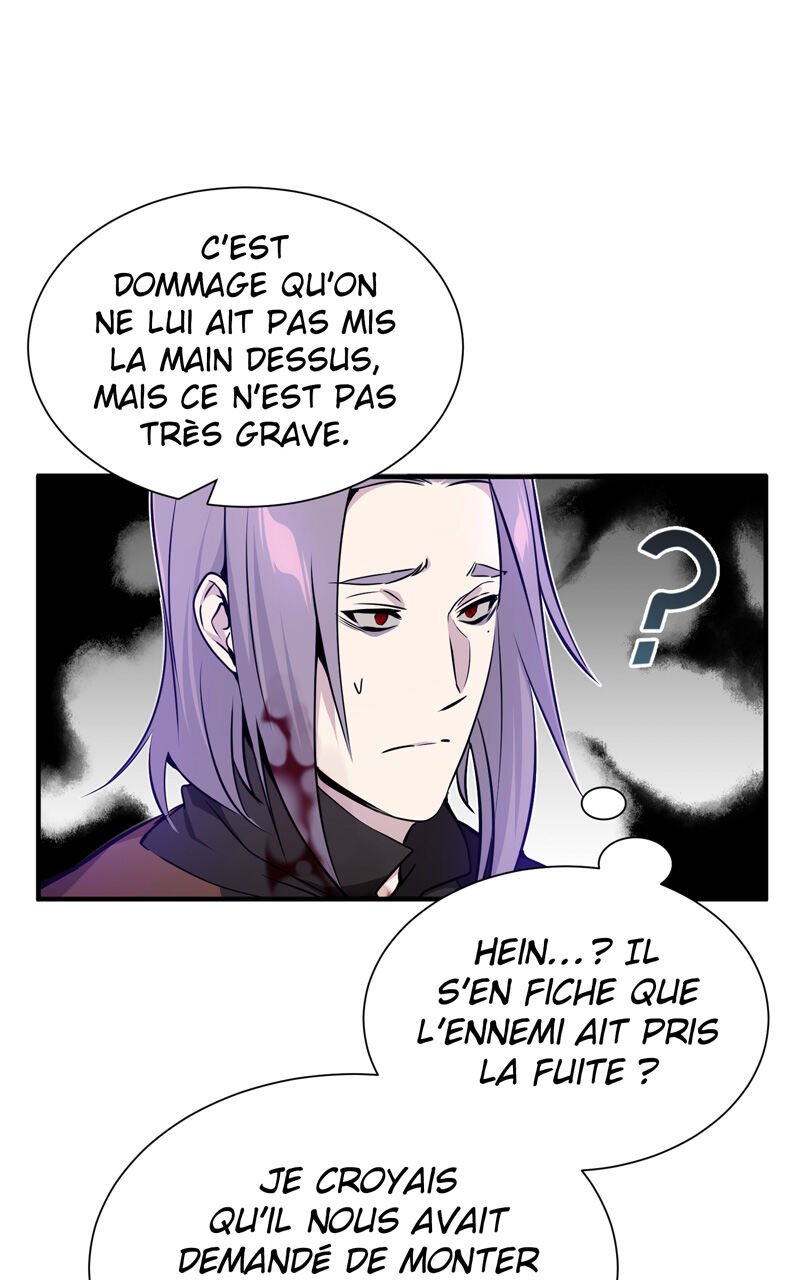 C'EST
DOMMAGE QU'ON
NE LUI AIT PAS MIS
LA MAIN DESSUS,
MAIS CE N'EST PAS
TRÈS GRAVE.
?
HEIN...? IL
S'EN FICHE QUE
L'ENNEMI AIT PRIS
LA FUITE ?
JE CROYAIS
QU'IL NOUS AVAIT
DEMANDÉ DE MONTER